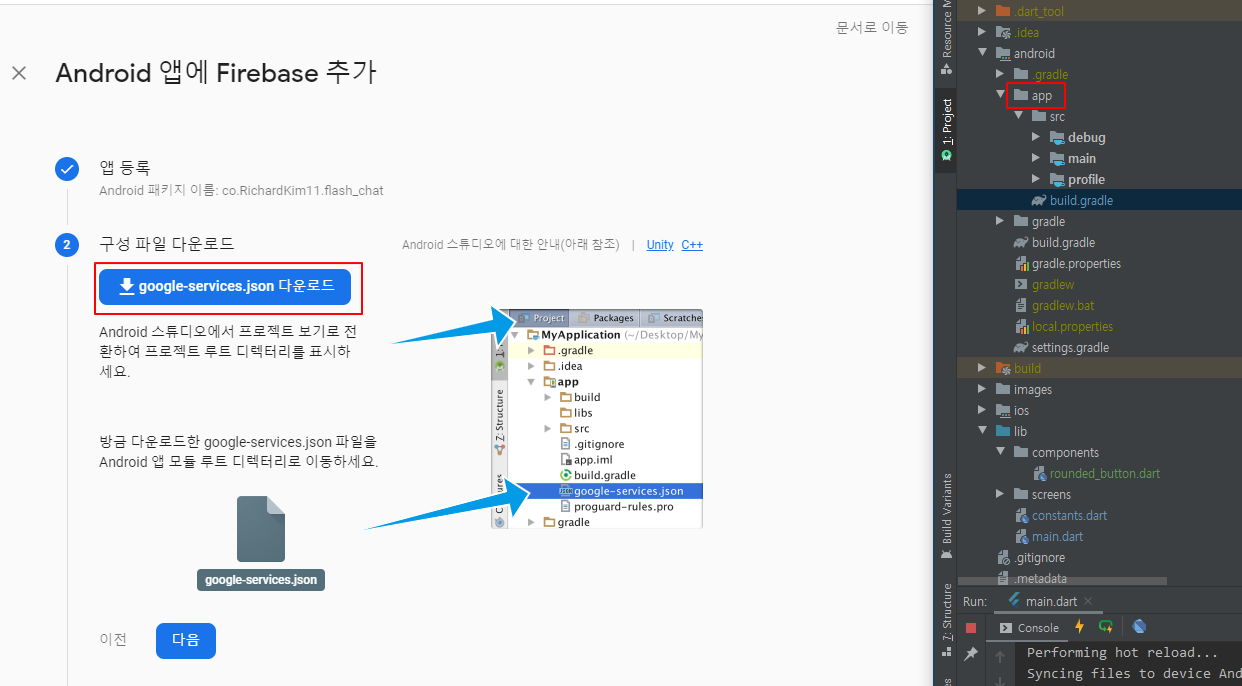 문서로 이동
Android 앱에 Firebase 추가
앱 등록
Android 패키지 이름: co.RichardKim11.flash_chat
2
구성 파일 다운로드
Android 스튜디오에 대한 안내(아래 참조) | Unity C++
google-services.json 다운로드
Android 스튜디오에서 프로젝트 보기로 전
환하여 프로젝트 루트 디렉터리를 표시하
세요.
방금 다운로드한 google-services.json 파일을
Android 앱 모듈 루트 디렉터리로 이동하세요.
google-services.json
이전
다음
Project Packages Scratches
MyApplication (~/Desktop/My
.gradle
.idea
app
build
libs
src
.gitignore
app.iml
build.gradle
google-services.json
proguard-rules.pro
gradle
Z: Structure
1: Project
Build Variants
7: Structure
.dart_tool
.idea
android
.gradle
app
src
debug
main
profile
build.gradle
gradle
build.gradle
gradle.properties
gradlew
gradlew.bat
local.properties
settings.gradle
build
images
ios
lib
components
rounded_button.dart
screens
constants.dart
main.dart
.gitignore
.metadata
Run: main.dart
Console
Performing hot reload...
Syncing files to device And